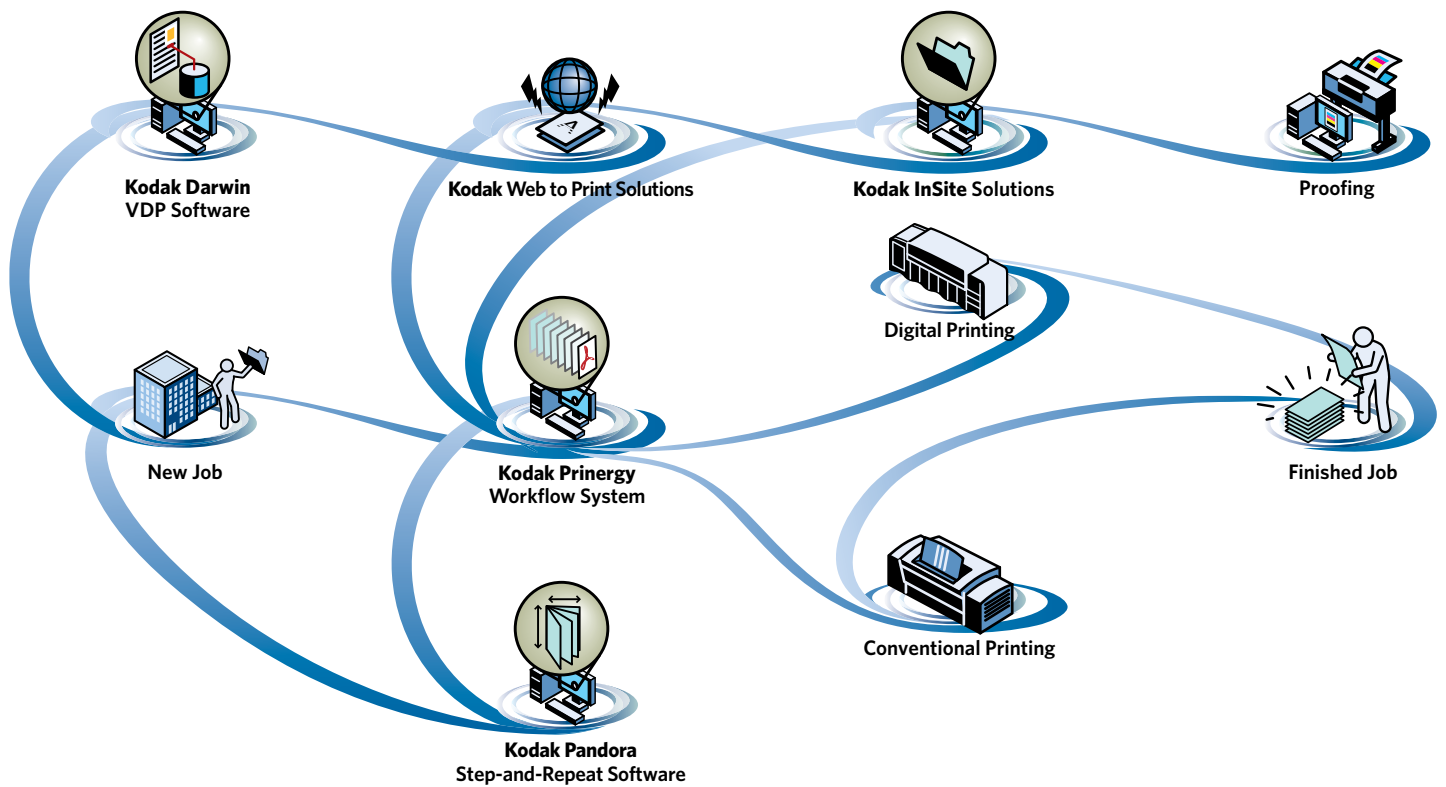 Kodak Darwin
VDP Software
Kodak Web to Print Solutions
A
Kodak InSite Solutions
Proofing
Digital Printing
New Job
Kodak Prinergy
Workflow System
Finished Job
Conventional Printing
Kodak Pandora
Step-and-Repeat Software